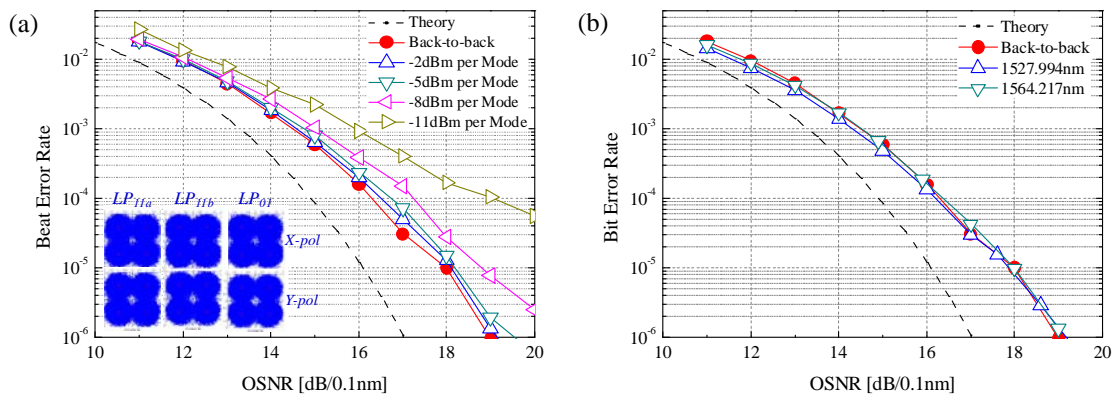 (a)
Theory
Back-to-back
-2dBm per Mode
-5dBm per Mode
-8dBm per Mode
-11dBm per Mode
10^-2
10^-3
10^-4
10^-5
10^-6
Beat Error Rate
LP11a LP11b LP01
X-pol
Y-pol
10 12 14 16 18 20
OSNR [dB/0.1nm]
(b)
Theory
Back-to-back
1527.994nm
1564.217nm
10^-2
10^-3
10^-4
10^-5
10^-6
Bit Error Rate
10 12 14 16 18 20
OSNR [dB/0.1nm]